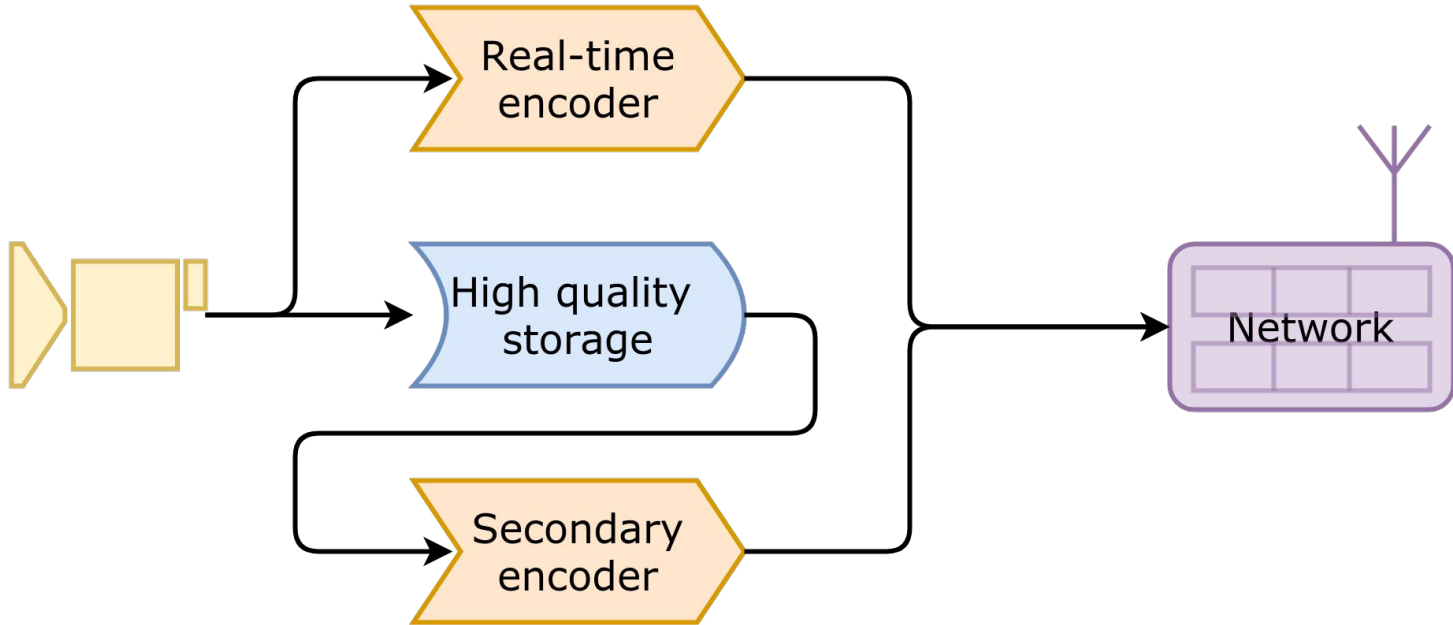 Real-time
encoder
High quality
storage
Network
Secondary
encoder